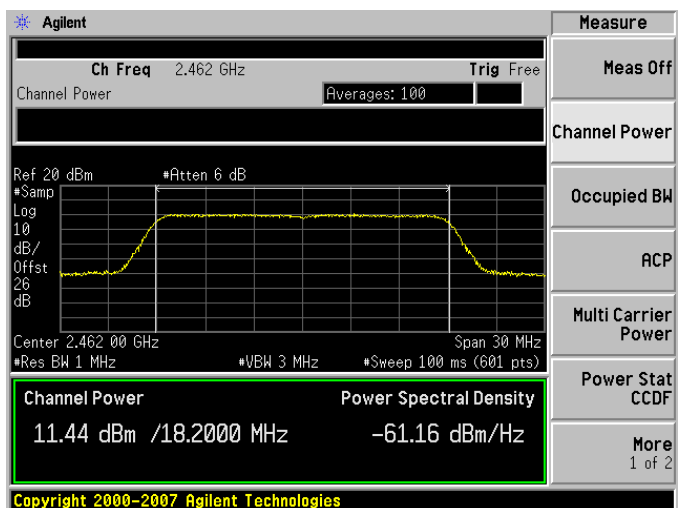 Agilent
Measure
Ch Freq 2.462 GHz Trig Free
Channel Power Averages: 100
Ref 20 dBm #Atten 6 dB
#Samp
Log
10
dB/
Offst
26
dB
Center 2.462 00 GHz Span 30 MHz
#Res BW 1 MHz #VBW 3 MHz #Sweep 100 ms (601 pts)
Channel Power Power Spectral Density
11.44 dBm /18.2000 MHz -61.16 dBm/Hz
Copyright 2000-2007 Agilent Technologies
Meas Off
Channel Power
Occupied BW
ACP
Multi Carrier
Power
Power Stat
CCDF
More
1 of 2